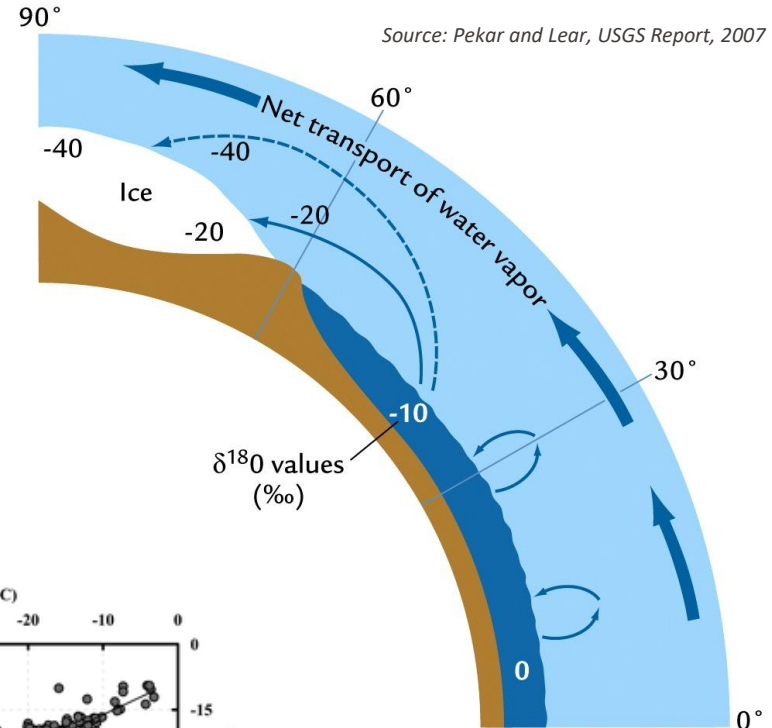 90°
Source: Pekar and Lear, USGS Report, 2007
60°
Net transport of water vapor
-40
-40
Ice
-20
-20
30°
-10
δ¹⁸0 values
(‰)
C)
-20 -10 0
0
-15
0
0°